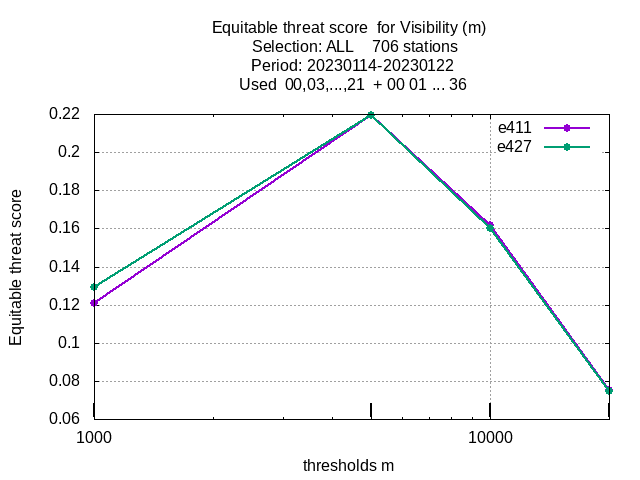 Equitable threat score  for Visibility (m)
Selection: ALL    706 stations
Period: 20230114-20230122
Used  00,03,...,21  + 00 01 ... 36
e411
e427
0.22
0.2
0.18
0.16
0.14
0.12
0.1
0.08
0.06
Equitable threat score
1000
10000
thresholds m